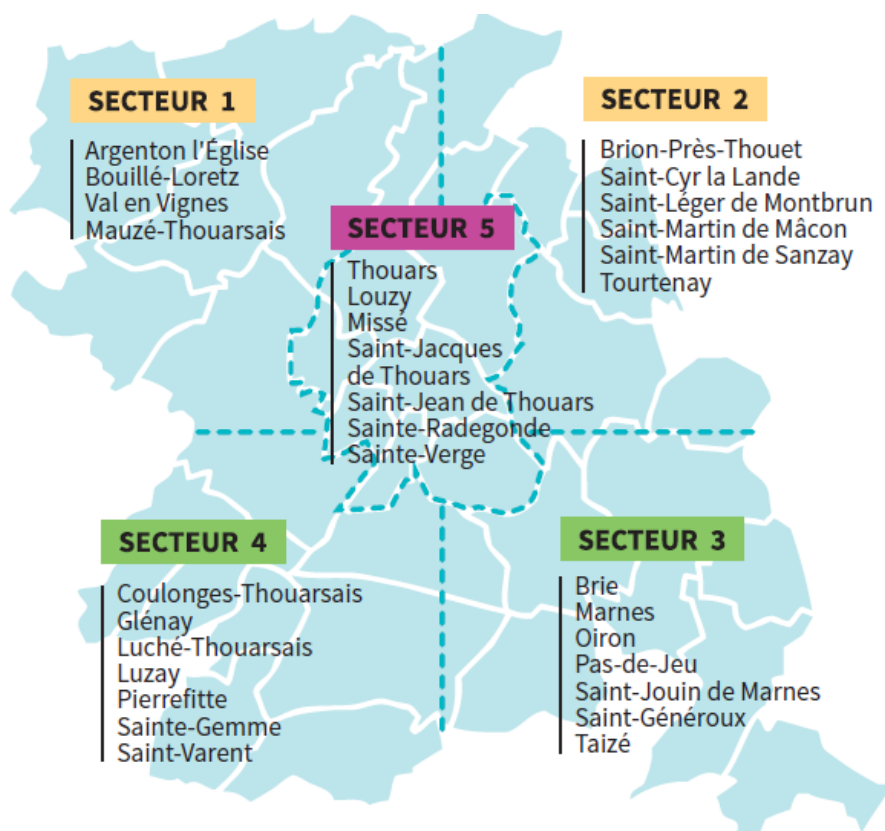 SECTEUR 1
Argenton l'Église
Bouillé-Loretz
Val en Vignes
Mauzé-Thouarsais
SECTEUR 2
Brion-Près-Thouet
Saint-Cyr la Lande
Saint-Léger de Montbrun
Saint-Martin de Mâcon
Saint-Martin de Sanzay
Tourtenay
SECTEUR 5
Thouars
Louzy
Missé
Saint-Jacques
de Thouars
Saint-Jean de Thouars
Sainte-Radegonde
Sainte-Verge
SECTEUR 4
Coulonges-Thouarsais
Glénay
Luché-Thouarsais
Luzay
Pierrefitte
Sainte-Gemme
Saint-Varent
SECTEUR 3
Brie
Marnes
Oiron
Pas-de-Jeu
Saint-Jouin de Marnes
Saint-Généroux
Taizé